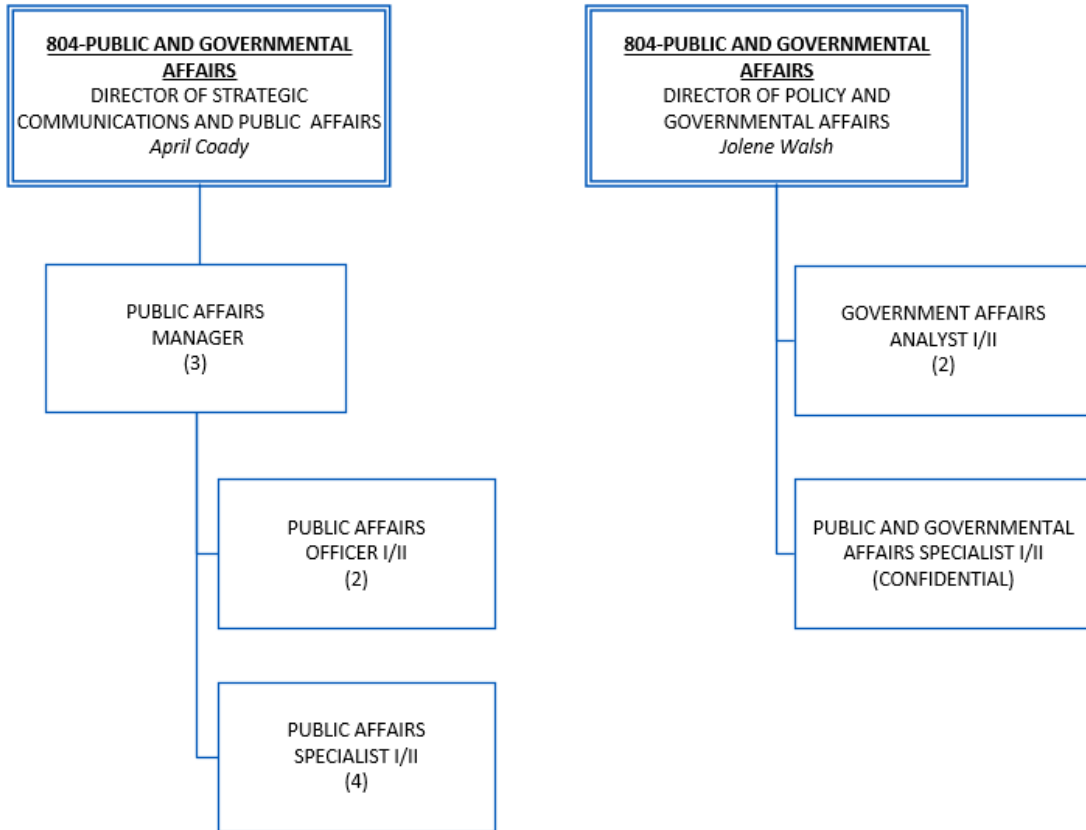 804-PUBLIC AND GOVERNMENTAL
AFFAIRS
DIRECTOR OF STRATEGIC
COMMUNICATIONS AND PUBLIC AFFAIRS
April Coady
PUBLIC AFFAIRS
MANAGER
(3)
PUBLIC AFFAIRS
OFFICER I/II
(2)
PUBLIC AFFAIRS
SPECIALIST I/II
(4)
804-PUBLIC AND GOVERNMENTAL
AFFAIRS
DIRECTOR OF POLICY AND
GOVERNMENTAL AFFAIRS
Jolene Walsh
GOVERNMENT AFFAIRS
ANALYST I/II
(2)
PUBLIC AND GOVERNMENTAL
AFFAIRS SPECIALIST I/II
(CONFIDENTIAL)